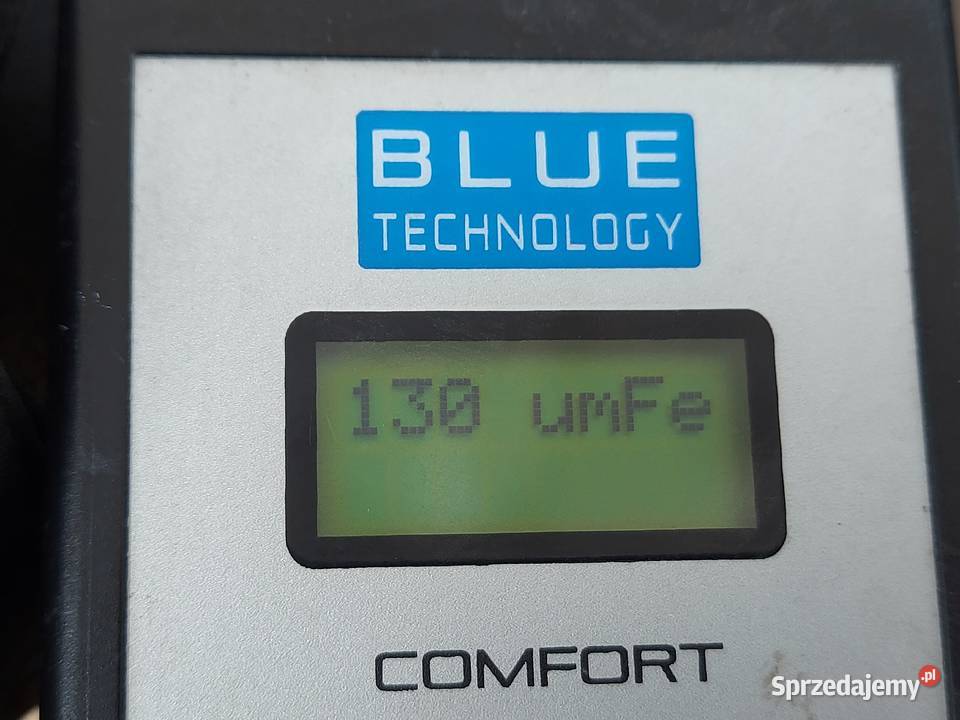 BLUE
TECHNOLOGY
130 umFe
COMFORT
Sprzedajemy.pl